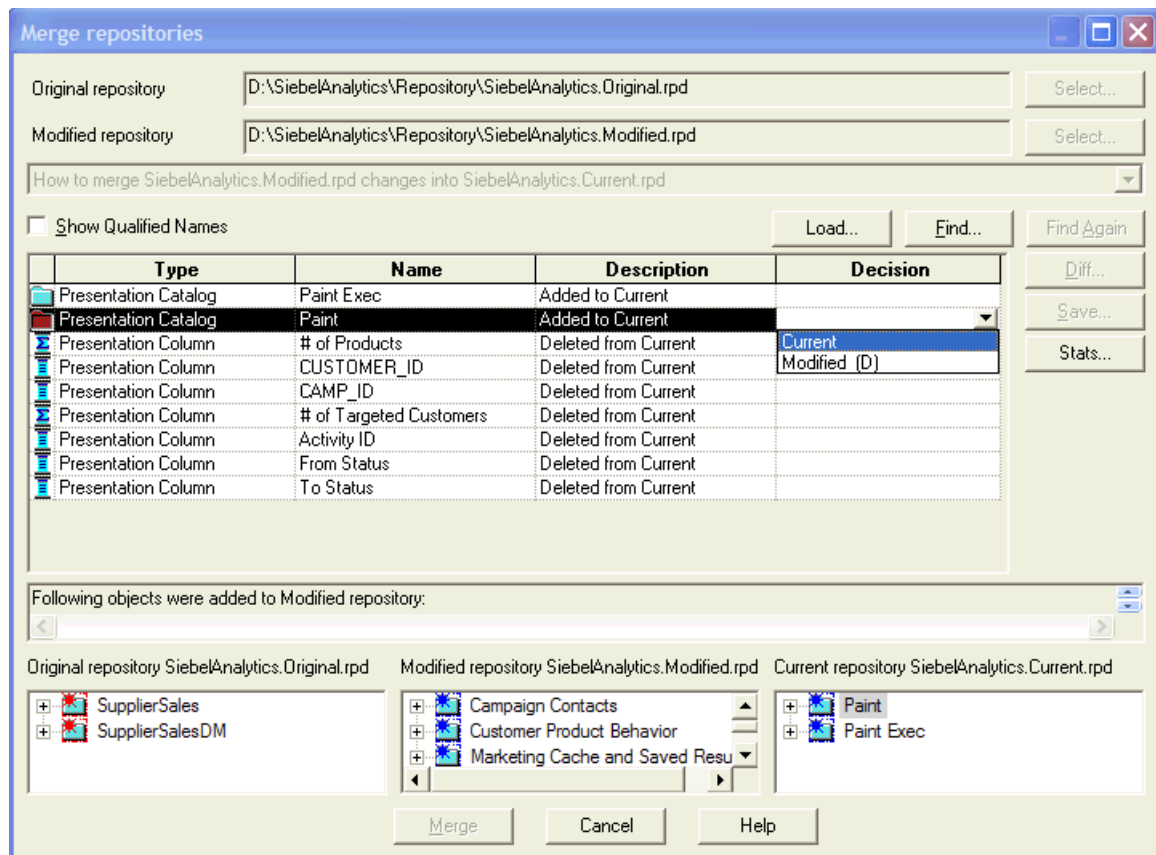 Merge repositories
Original repository D:\SiebelAnalytics\Repository\SiebelAnalytics.Original.rpd Select...
Modified repository D:\SiebelAnalytics\Repository\SiebelAnalytics.Modified.rpd Select...
How to merge SiebelAnalytics.Modified.rpd changes into SiebelAnalytics.Current.rpd
Show Qualified Names Load... Find... Find Again
Type Name Description Decision Diff...
Presentation Catalog Paint Exec Added to Current
Presentation Catalog Paint Added to Current Save...
Presentation Column # of Products Deleted from Current Current
Stats...
Presentation Column CUSTOMER_ID Deleted from Current Modified (D)
Presentation Column CAMP_ID Deleted from Current
Presentation Column # of Targeted Customers Deleted from Current
Presentation Column Activity ID Deleted from Current
Presentation Column From Status Deleted from Current
Presentation Column To Status Deleted from Current
Following objects were added to Modified repository:
Original repository SiebelAnalytics.Original.rpd Modified repository SiebelAnalytics.Modified.rpd Current repository SiebelAnalytics.Current.rpd
SupplierSales Campaign Contacts Paint
SupplierSalesDM Customer Product Behavior Paint Exec
Marketing Cache and Saved Resu
Merge Cancel Help